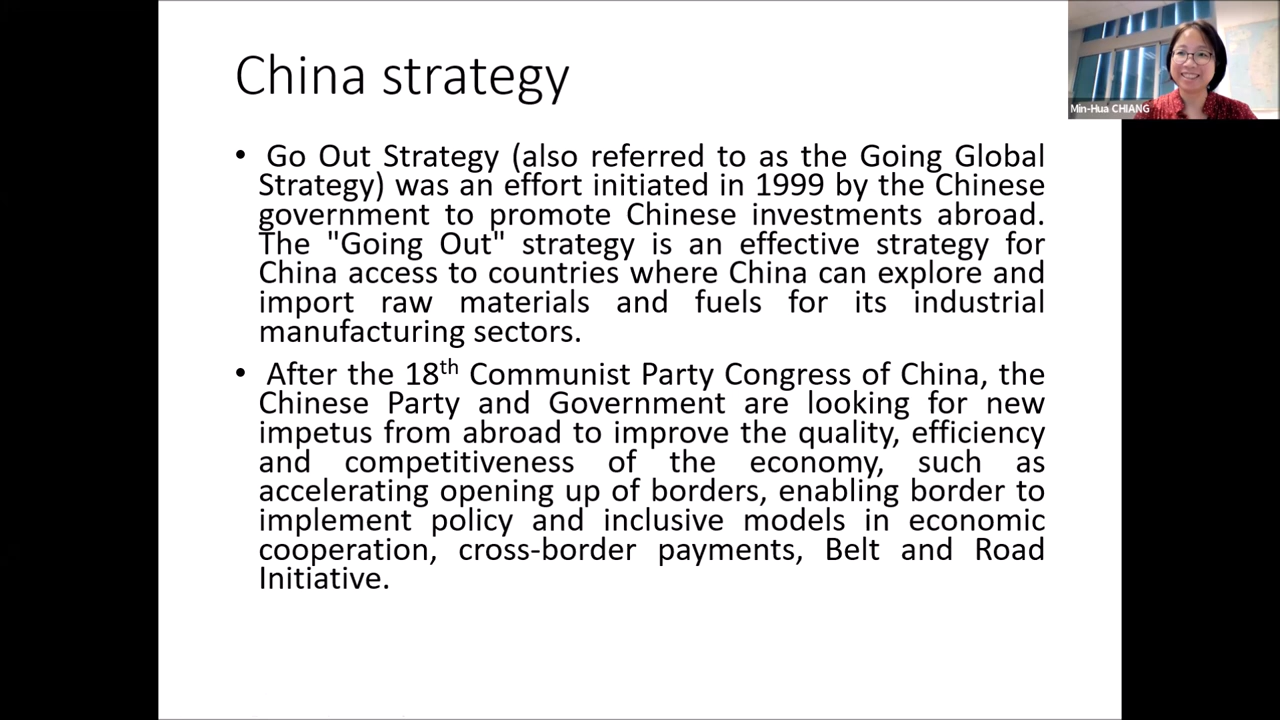 China strategy
Min-Hua CHIANG
• Go Out Strategy (also referred to as the Going Global
Strategy) was an effort initiated in 1999 by the Chinese
government to promote Chinese investments abroad.
The "Going Out" strategy is an effective strategy for
China access to countries where China can explore and
import raw materials and fuels for its industrial
manufacturing sectors.
• After the 18th Communist Party Congress of China, the
Chinese Party and Government are looking for new
impetus from abroad to improve the quality, efficiency
and competitiveness of the economy, such as
accelerating opening up of borders, enabling border to
implement policy and inclusive models in economic
cooperation, cross-border payments, Belt and Road
Initiative.